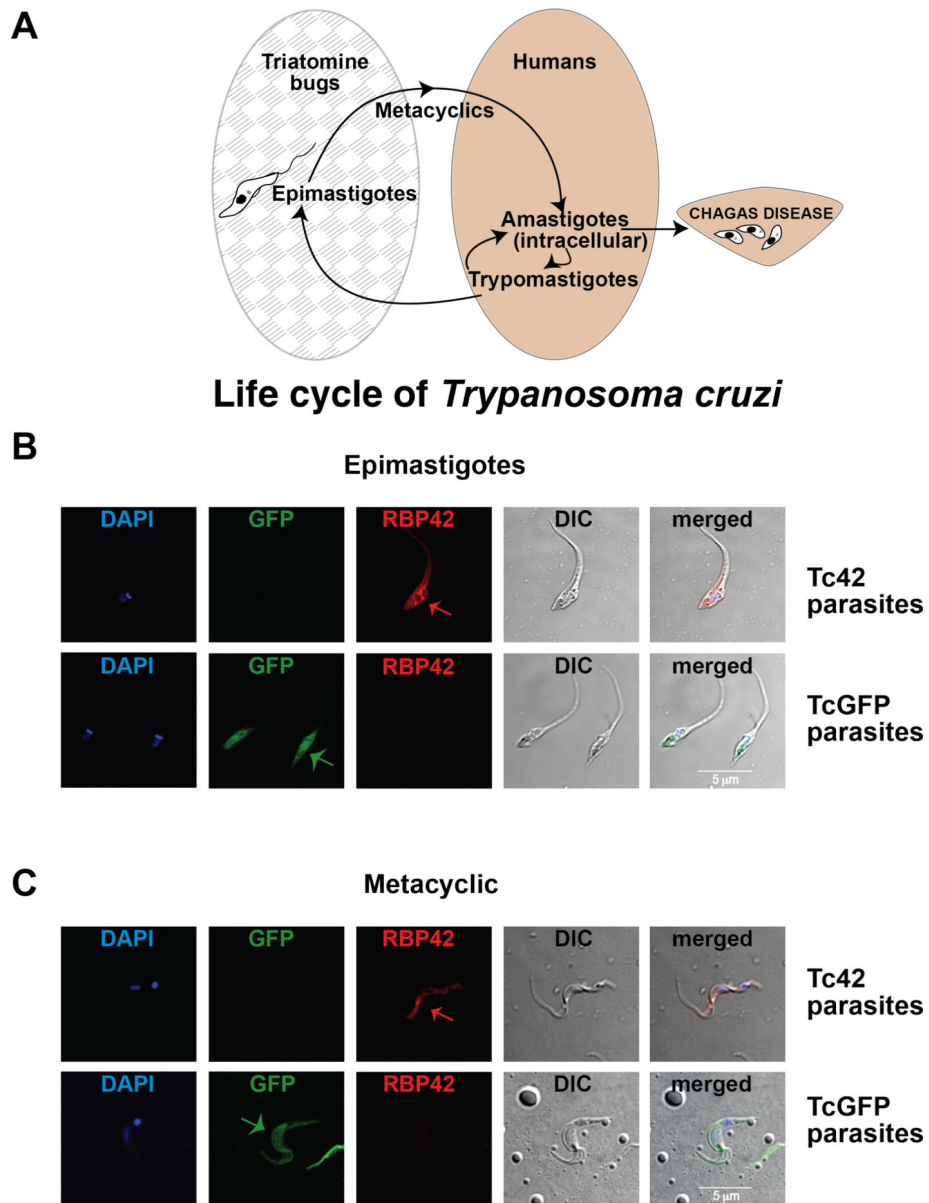 A
Triatomine
bugs
Humans
Metacyclics
Epimastigotes
Amastigotes
(intracellular)
Trypomastigotes
CHAGAS DISEASE
Life cycle of Trypanosoma cruzi
B
Epimastigotes
DAPI
GFP
RBP42
DIC
merged
Tc42
parasites
DAPI
GFP
RBP42
DIC
merged
5 µm
TcGFP
parasites
C
Metacyclic
DAPI
GFP
RBP42
DIC
merged
Tc42
parasites
DAPI
GFP
RBP42
DIC
merged
5 µm
TcGFP
parasites